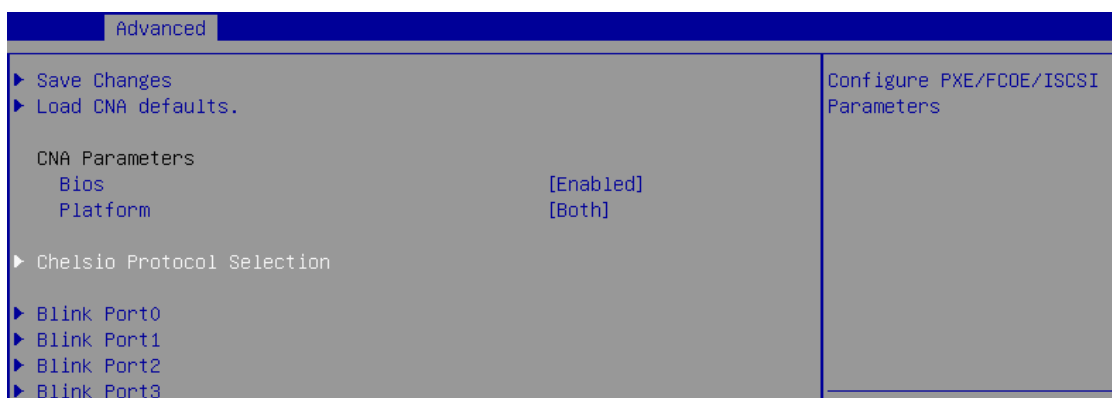 Advanced
Save Changes
Load CNA defaults.
CNA Parameters
Bios [Enabled]
Platform [Both]
Chelsio Protocol Selection
Blink Port0
Blink Port1
Blink Port2
Blink Port3
Configure PXE/FCOE/ISCSI
Parameters